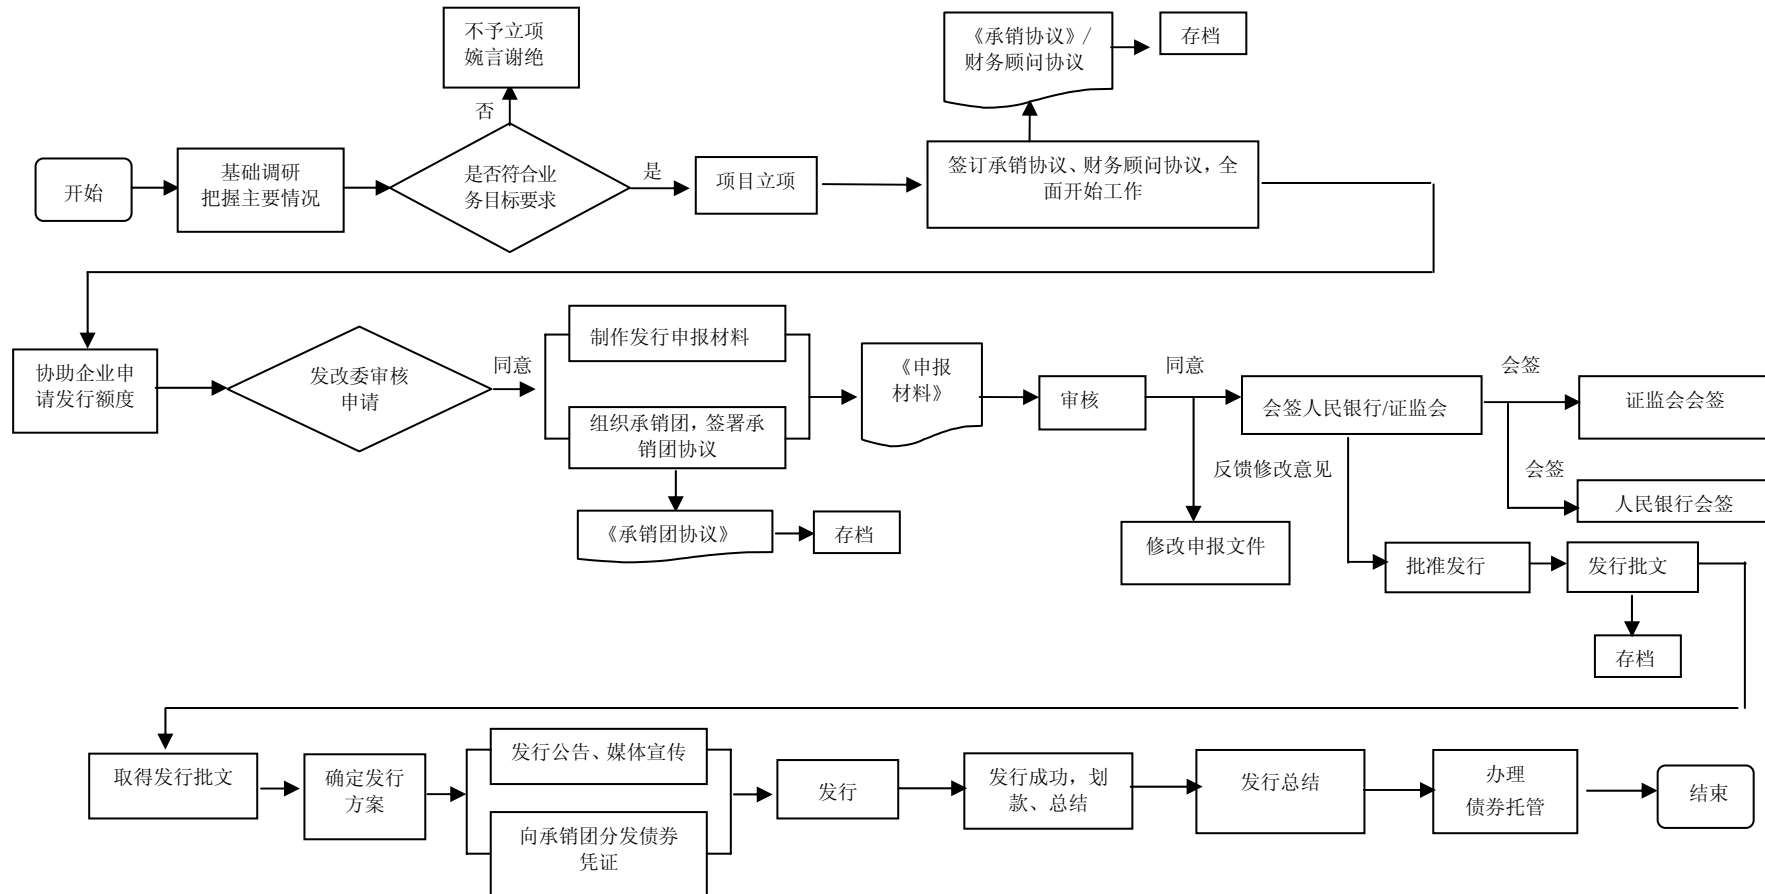 不予立项
婉言谢绝
《承销协议》/
财务顾问协议
存档
否
开始
基础调研
把握主要情况
是否符合业
务目标要求
是
项目立项
签订承销协议、财务顾问协议，全
面开始工作
协助企业申
请发行额度
发改委审核
申请
同意
制作发行申报材料
组织承销团，签署承
销团协议
《承销团协议》
存档
《申报
材料》
审核
同意
反馈修改意见
修改申报文件
会签人民银行/证监会
会签
证监会会签
会签
人民银行会签
批准发行
发行批文
存档
取得发行批文
确定发行
方案
发行公告、媒体宣传
向承销团分发债券
凭证
发行
发行成功，划
款、总结
发行总结
办理
债券托管
结束